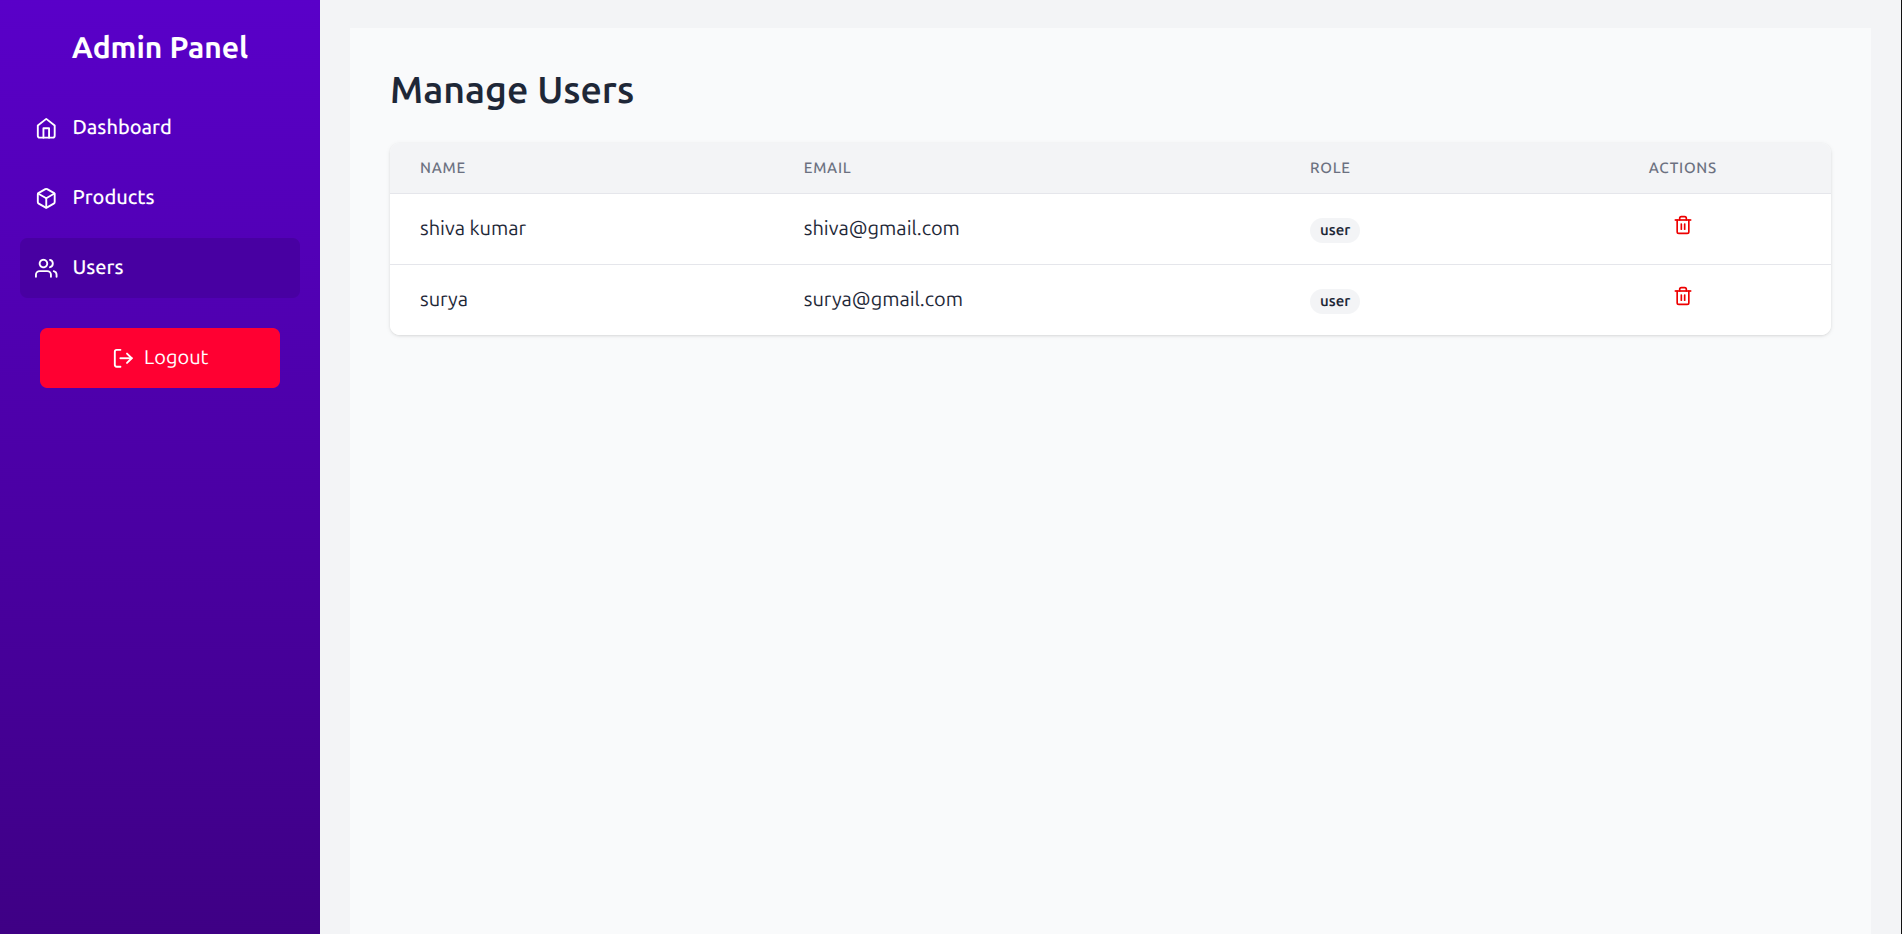 Admin Panel
Dashboard
Products
Users
Logout
Manage Users
NAME EMAIL ROLE ACTIONS
shiva kumar shiva@gmail.com user
surya surya@gmail.com user